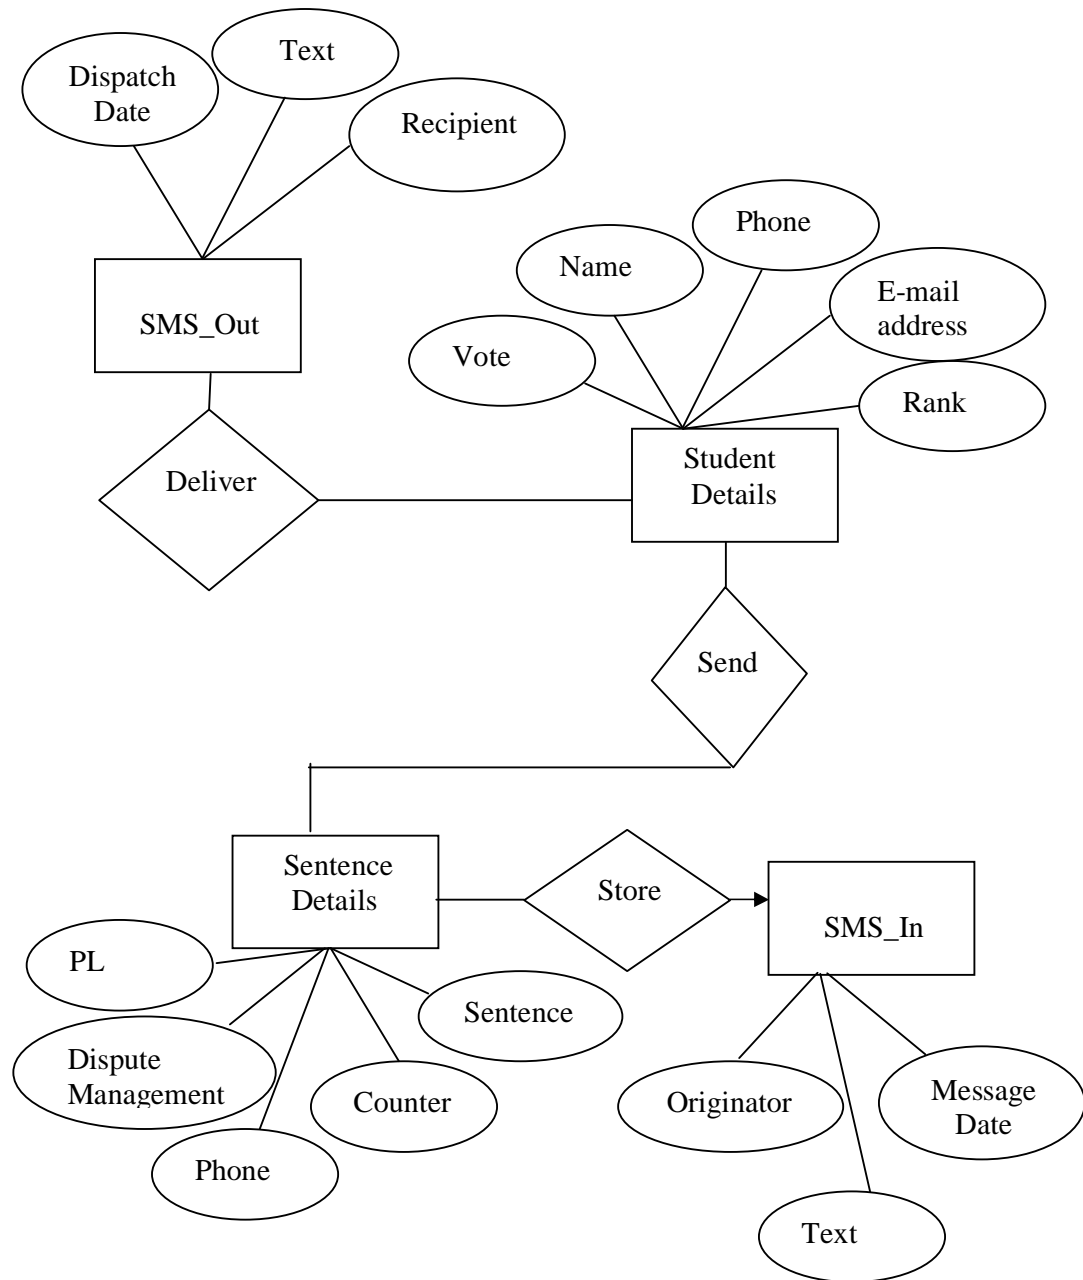 Text
Dispatch
Date
Recipient
Phone
Name
E-mail
address
SMS_Out
Vote
Rank
Student
Details
Deliver
Send
Sentence
Details
Store
SMS_In
PL
Sentence
Dispute
Management
Counter
Originator
Message
Date
Phone
Text